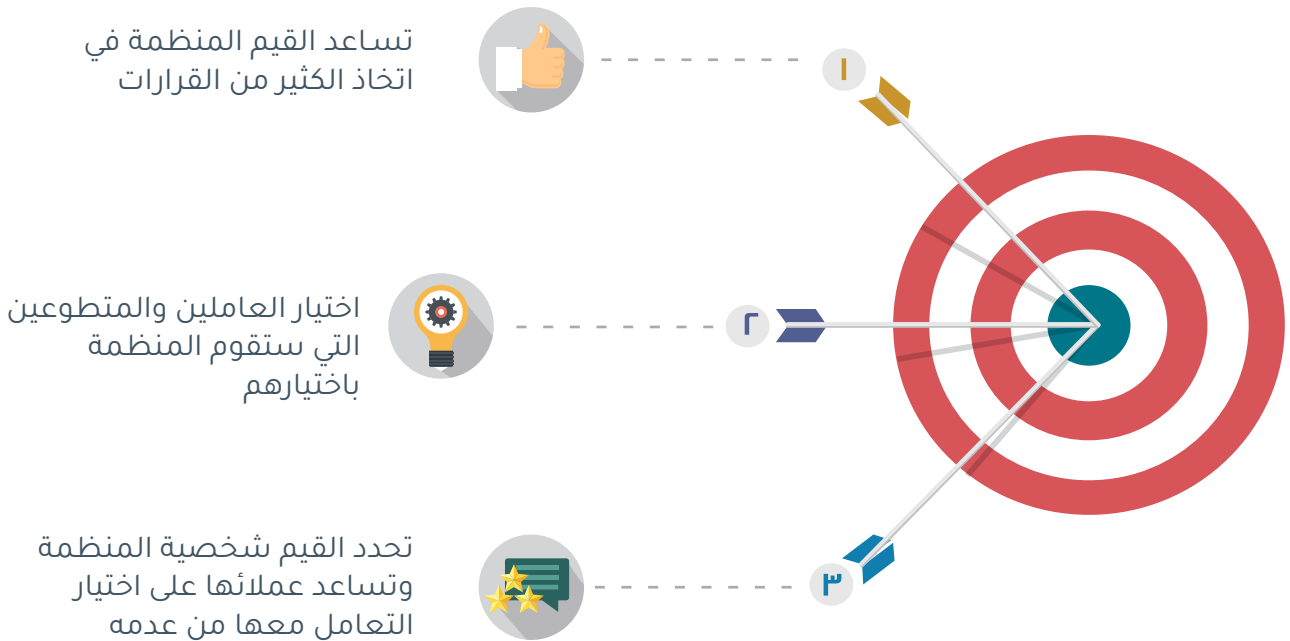 ١
تساعد القيم المنظمة في
اتخاذ الكثير من القرارات
٢
اختيار العاملين والمتطوعين
التي ستقوم المنظمة
باختيارهم
٣
تحدد القيم شخصية المنظمة
وتساعد عملائها على اختيار
التعامل معها من عدمه